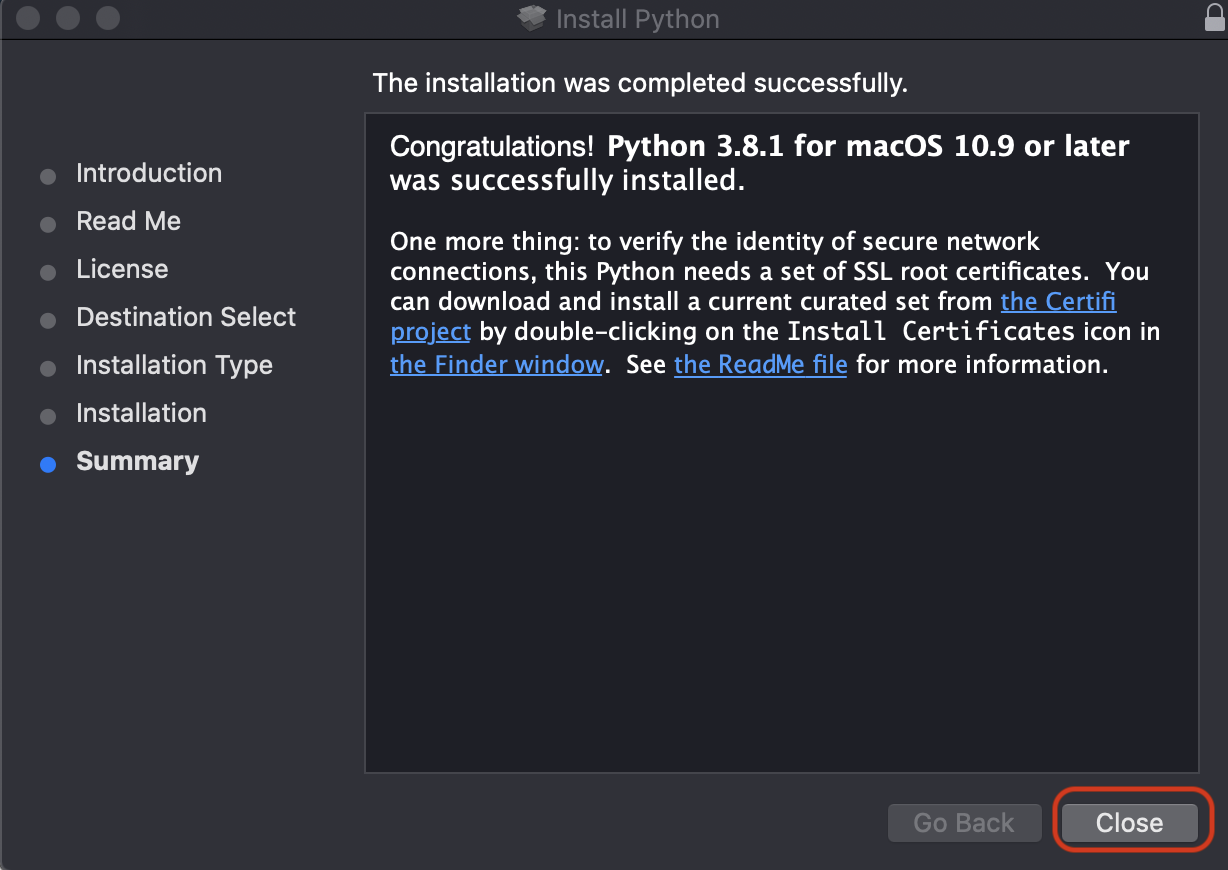 Install Python
The installation was completed successfully.
Introduction
Read Me
License
Destination Select
Installation Type
Installation
Summary
Congratulations! Python 3.8.1 for macOS 10.9 or later
was successfully installed.
One more thing: to verify the identity of secure network
connections, this Python needs a set of SSL root certificates.  You
can download and install a current curated set from the Certifi
project by double-clicking on the Install Certificates icon in
the Finder window.  See the ReadMe file for more information.
Go Back
Close